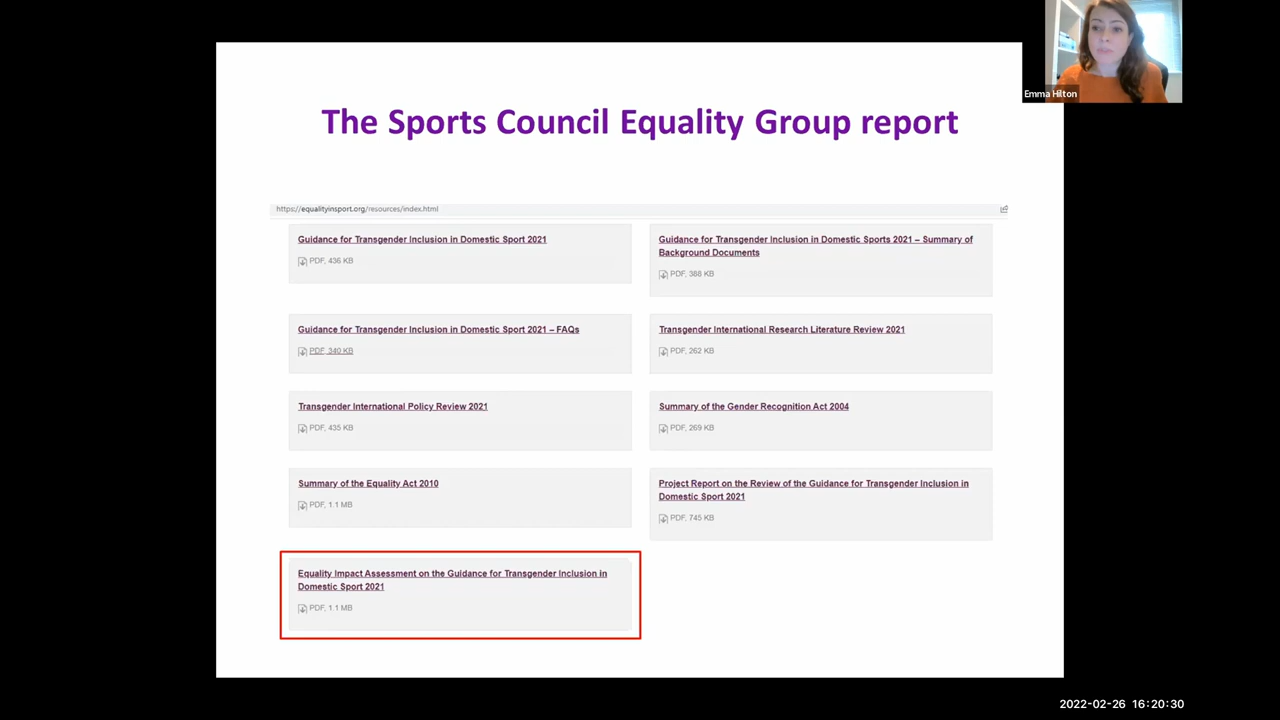 Emma Hilton
The Sports Council Equality Group report
https://equalityinsport.org/resources/index.html
Guidance for Transgender Inclusion in Domestic Sport 2021
PDF, 436 KB
Guidance for Transgender Inclusion in Domestic Sports 2021 – Summary of
Background Documents
PDF, 388 KB
Guidance for Transgender Inclusion in Domestic Sport 2021 – FAQs
PDF, 340 KB
Transgender International Research Literature Review 2021
PDF, 262 KB
Transgender International Policy Review 2021
PDF, 435 KB
Summary of the Gender Recognition Act 2004
PDF, 269 KB
Summary of the Equality Act 2010
PDF, 1.1 MB
Project Report on the Review of the Guidance for Transgender Inclusion in
Domestic Sport 2021
PDF, 745 KB
Equality Impact Assessment on the Guidance for Transgender Inclusion in
Domestic Sport 2021
PDF, 1.1 MB
2022-02-26 16:20:30